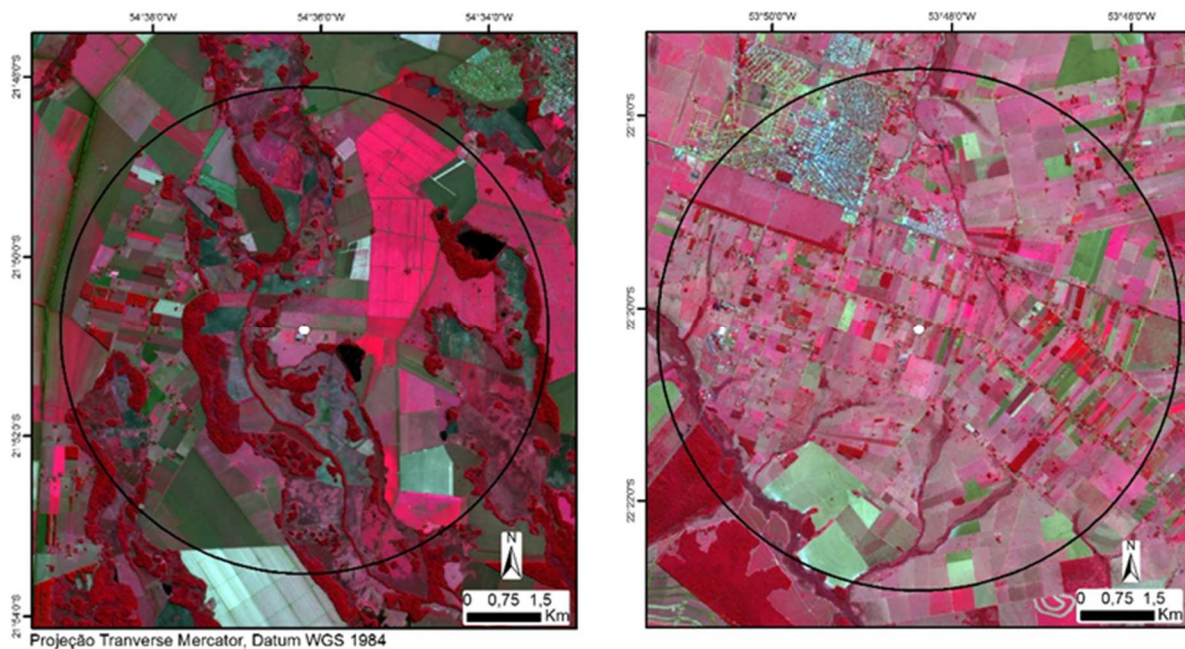 54°38'0"W 54°36'0"W 54°34'0"W
53°50'0"W 53°48'0"W 53°46'0"W
21°48'0"S
21°50'0"S
21°52'0"S
21°54'0"S
22°18'0"S
22°20'0"S
22°22'0"S
N
0 0,75 1,5
Km
N
0 0,75 1,5
Km
Projeção Tranverse Mercator, Datum WGS 1984